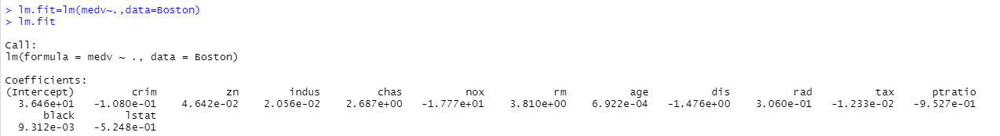 > lm.fit=lm(medv~.,data=Boston)
> lm.fit
Call:
lm(formula = medv ~ ., data = Boston)
Coefficients:
(Intercept) crim zn indus chas nox rm age dis rad tax ptratio
3.646e+01 -1.080e-01 4.642e-02 2.056e-02 2.687e+00 -1.777e+01 3.810e+00 6.922e-04 -1.476e+00 3.060e-01 -1.233e-02 -9.527e-01
black lstat
9.312e-03 -5.248e-01